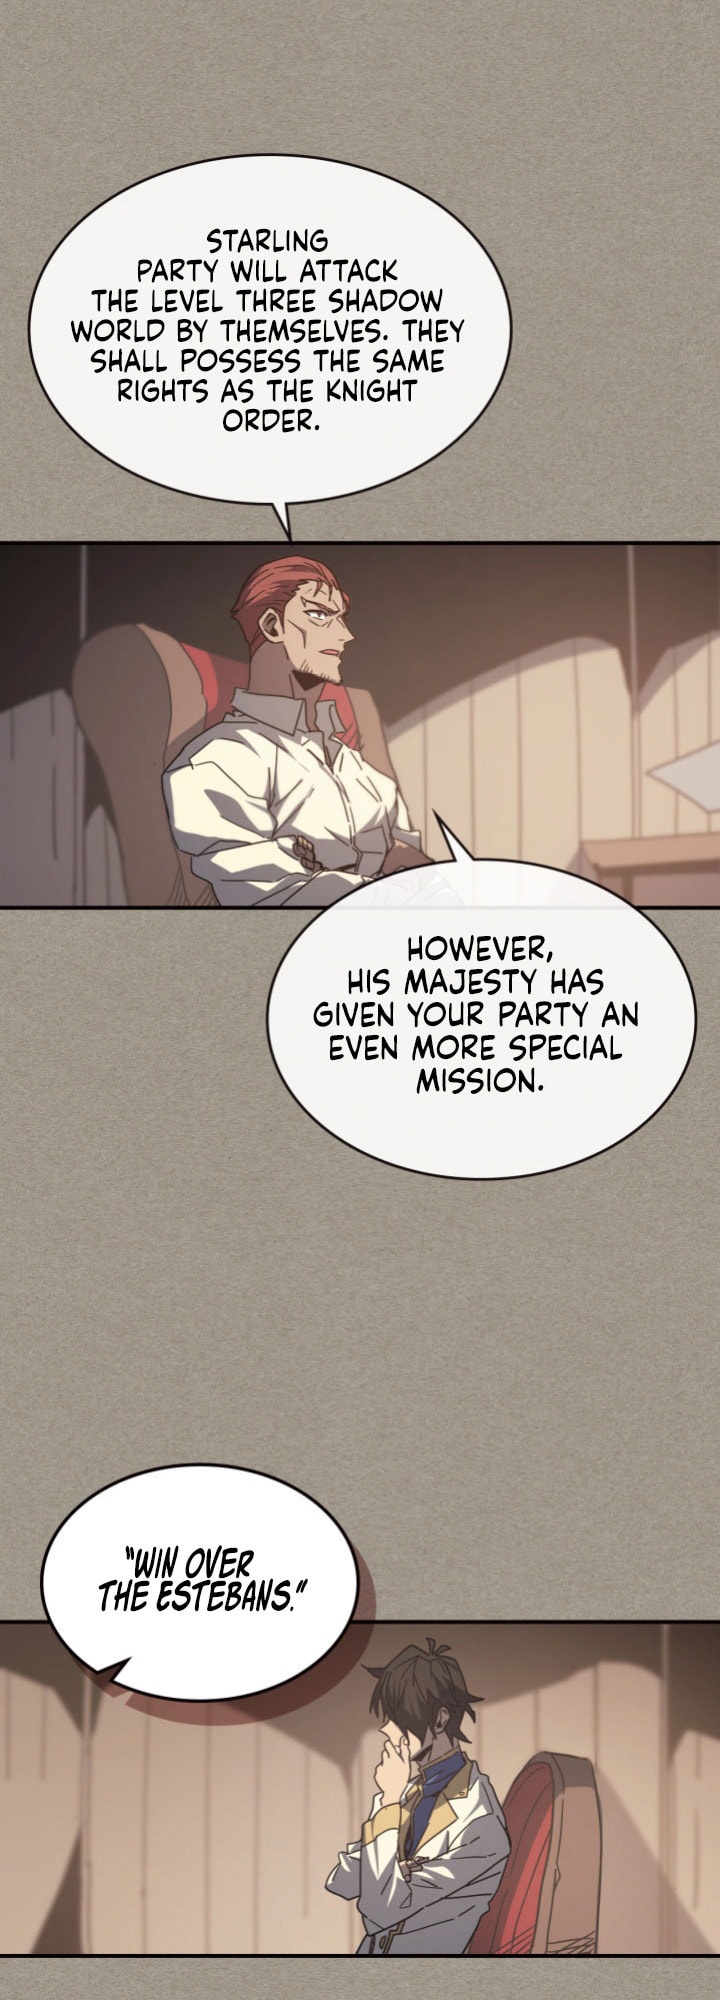 STARLING
PARTY WILL ATTACK
THE LEVEL THREE SHADOW
WORLD BY THEMSELVES. THEY
SHALL POSSESS THE SAME
RIGHTS AS THE KNIGHT
ORDER.
HOWEVER,
HIS MAJESTY HAS
GIVEN YOUR PARTY AN
EVEN MORE SPECIAL
MISSION.
"WIN OVER
THE ESTEBANS."